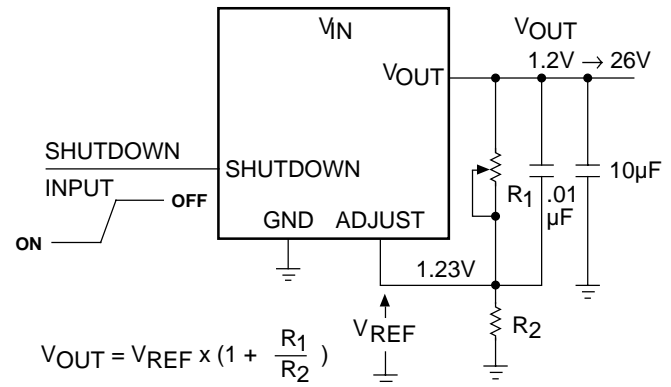 VIN
VOUT
1.2V → 26V
VOUT
SHUTDOWN
SHUTDOWN
INPUT
OFF
ON
GND
ADJUST
R1
.01
µF
10µF
1.23V
VREF
R2
VOUT = VREF x (1 + R1/R2 )